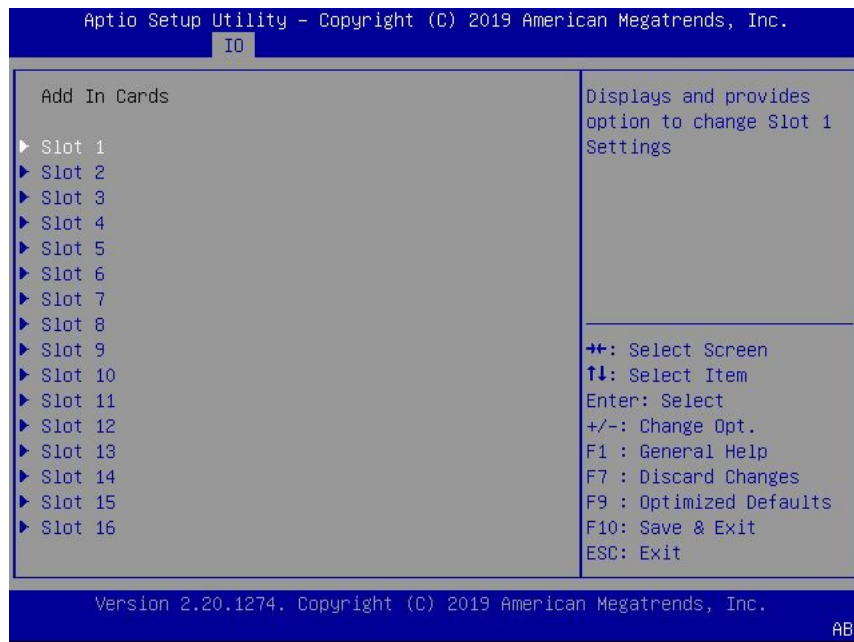 Aptio Setup Utility – Copyright (C) 2019 American Megatrends, Inc.
IO
Add In Cards
▶ Slot 1
▶ Slot 2
▶ Slot 3
▶ Slot 4
▶ Slot 5
▶ Slot 6
▶ Slot 7
▶ Slot 8
▶ Slot 9
▶ Slot 10
▶ Slot 11
▶ Slot 12
▶ Slot 13
▶ Slot 14
▶ Slot 15
▶ Slot 16
Displays and provides
option to change Slot 1
Settings
→←: Select Screen
↑↓: Select Item
Enter: Select
+/-: Change Opt.
F1 : General Help
F7 : Discard Changes
F9 : Optimized Defaults
F10: Save & Exit
ESC: Exit
Version 2.20.1274. Copyright (C) 2019 American Megatrends, Inc.
AB